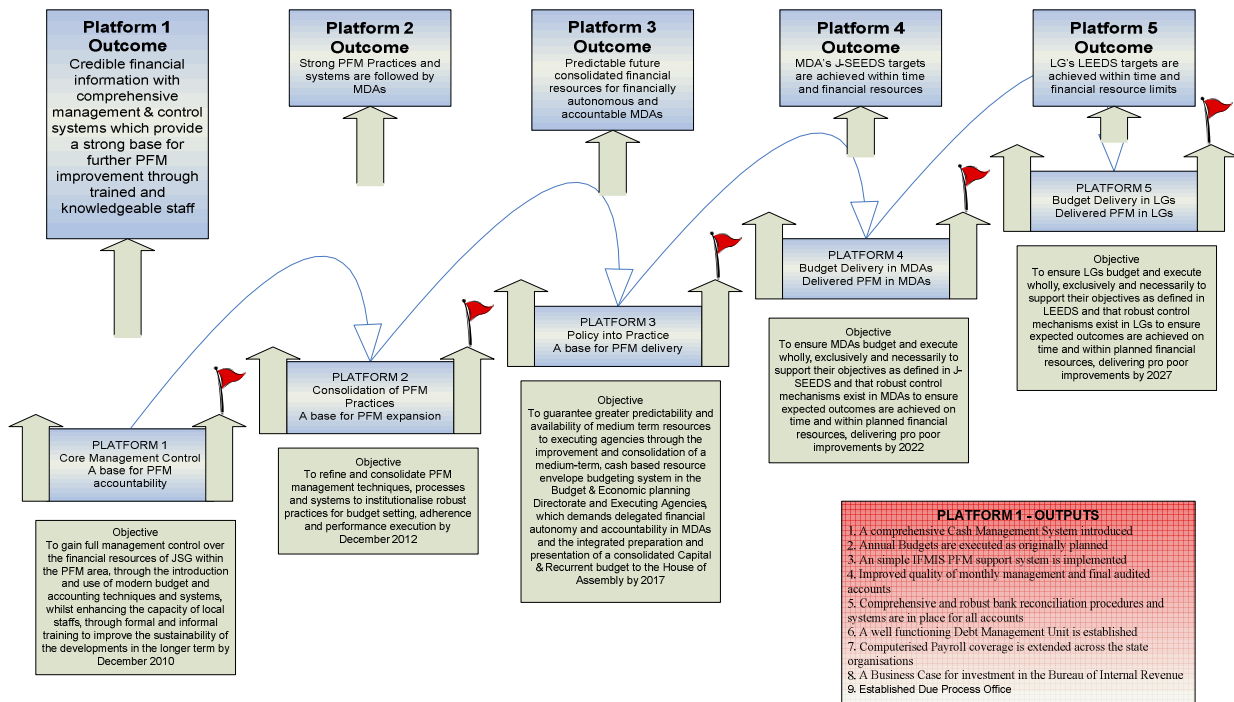 Platform 1
Outcome
Credible financial
information with
comprehensive
management & control
systems which provide
a strong base for
further PFM
improvement through
trained and
knowledgeable staff
Platform 2
Outcome
Strong PFM Practices and
systems are followed by
MDAs
Platform 3
Outcome
Predictable future
consolidated financial
resources for financially
autonomous and
accountable MDAs
Platform 4
Outcome
MDA's J-SEEDS targets
are achieved within time
and financial resources
Platform 5
Outcome
LG's LEEDS targets are
achieved within time and
financial resource limits
PLATFORM 1
Core Management Control
A base for PFM
accountability
Objective
To gain full management control over
the financial resources of JSG within
the PFM area, through the introduction
and use of modern budget and
accounting techniques and systems,
whilst enhancing the capacity of local
staffs, through formal and informal
training to improve the sustainability of
the developments in the longer term by
December 2010
PLATFORM 2
Consolidation of PFM
Practices
A base for PFM expansion
Objective
To refine and consolidate PFM
management techniques, processes
and systems to institutionalise robust
practices for budget setting, adherence
and performance execution by
December 2012
PLATFORM 3
Policy into Practice
A base for PFM delivery
Objective
To guarantee greater predictability and
availability of medium term resources
to executing agencies through the
improvement and consolidation of a
medium-term, cash based resource
envelope budgeting system in the
Budget & Economic planning
Directorate and Executing Agencies,
which demands delegated financial
autonomy and accountability in MDAs
and the integrated preparation and
presentation of a consolidated Capital
& Recurrent budget to the House of
Assembly by 2017
PLATFORM 4
Budget Delivery in MDAs
Delivered PFM in MDAs
Objective
To ensure MDAs budget and execute
wholly, exclusively and necessarily to
support their objectives as defined in J-
SEEDS and that robust control
mechanisms exist in MDAs to ensure
expected outcomes are achieved on
time and within planned financial
resources, delivering pro poor
improvements by 2022
PLATFORM 5
Budget Delivery in LGs
Delivered PFM in LGs
Objective
To ensure LGs budget and execute
wholly, exclusively and necessarily to
support their objectives as defined in
LEEDS and that robust control
mechanisms exist in LGs to ensure
expected outcomes are achieved on
time and within planned financial
resources, delivering pro poor
improvements by 2027
PLATFORM 1 - OUTPUTS
1. A comprehensive Cash Management System introduced
2. Annual Budgets are executed as originally planned
3. An simple IFMIS PFM support system is implemented
4. Improved quality of monthly management and final audited
accounts
5. Comprehensive and robust bank reconciliation procedures and
systems are in place for all accounts
6. A well functioning Debt Management Unit is established
7. Computerised Payroll coverage is extended across the state
organisations
8. A Business Case for investment in the Bureau of Internal Revenue
9. Established Due Process Office